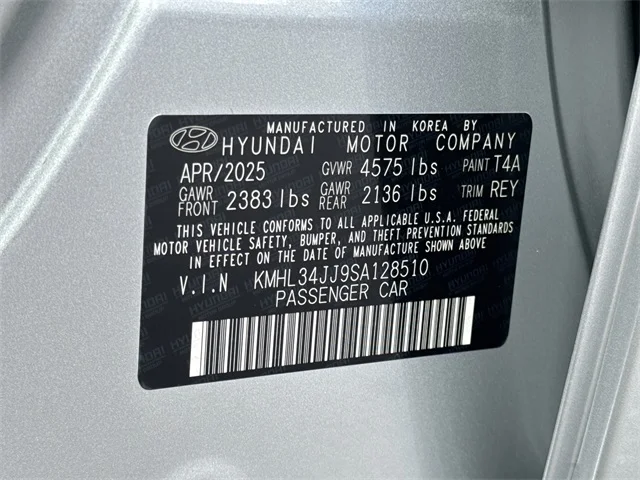 MANUFACTURED IN KOREA BY
HYUNDAI MOTOR COMPANY
APR/2025 GVWR 4575 lbs PAINT T4A
GAWR FRONT 2383 lbs GAWR REAR 2136 lbs TRIM REY
THIS VEHICLE CONFORMS TO ALL APPLICABLE U.S.A. FEDERAL
MOTOR VEHICLE SAFETY, BUMPER, AND THEFT PREVENTION STANDARDS
IN EFFECT ON THE DATE OF MANUFACTURE SHOWN ABOVE.
V.I.N KMHL34JJ9SA128510
PASSENGER CAR